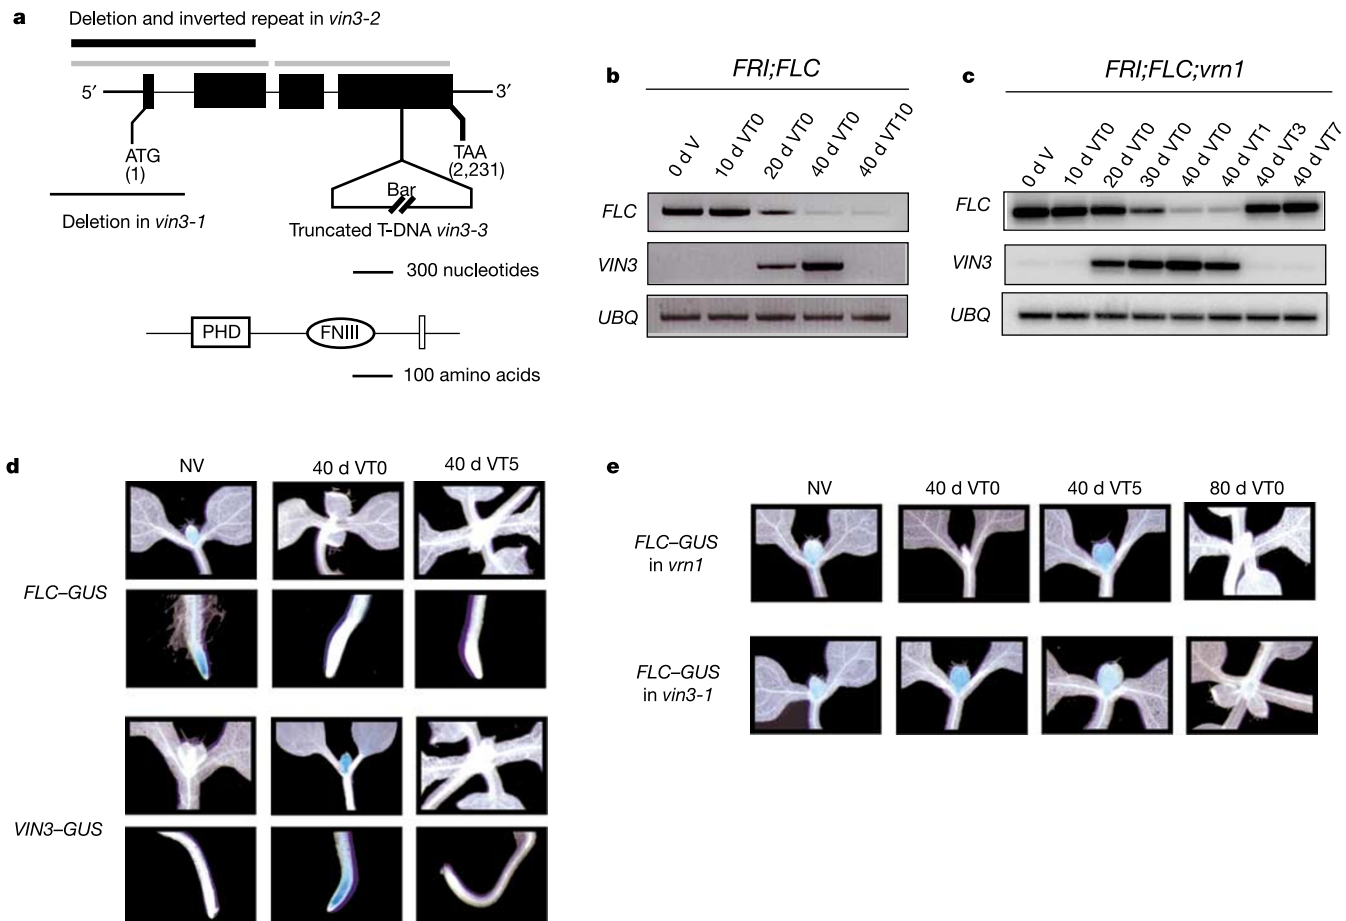 a
Deletion and inverted repeat in vin3-2
5′
3′
ATG
(1)
TAA
(2,231)
Bar
Deletion in vin3-1
Truncated T-DNA vin3-3
300 nucleotides
PHD
FNIII
100 amino acids
b
FRI;FLC
0 d V
10 d VT0
20 d VT0
40 d VT0
40 d VT10
FLC
VIN3
UBQ
c
FRI;FLC;vrn1
0 d V
10 d VT0
20 d VT0
30 d VT0
40 d VT0
40 d VT1
40 d VT3
40 d VT7
FLC
VIN3
UBQ
d
NV
40 d VT0
40 d VT5
FLC–GUS
VIN3–GUS
e
NV
40 d VT0
40 d VT5
80 d VT0
FLC–GUS
in vrn1
FLC–GUS
in vin3-1